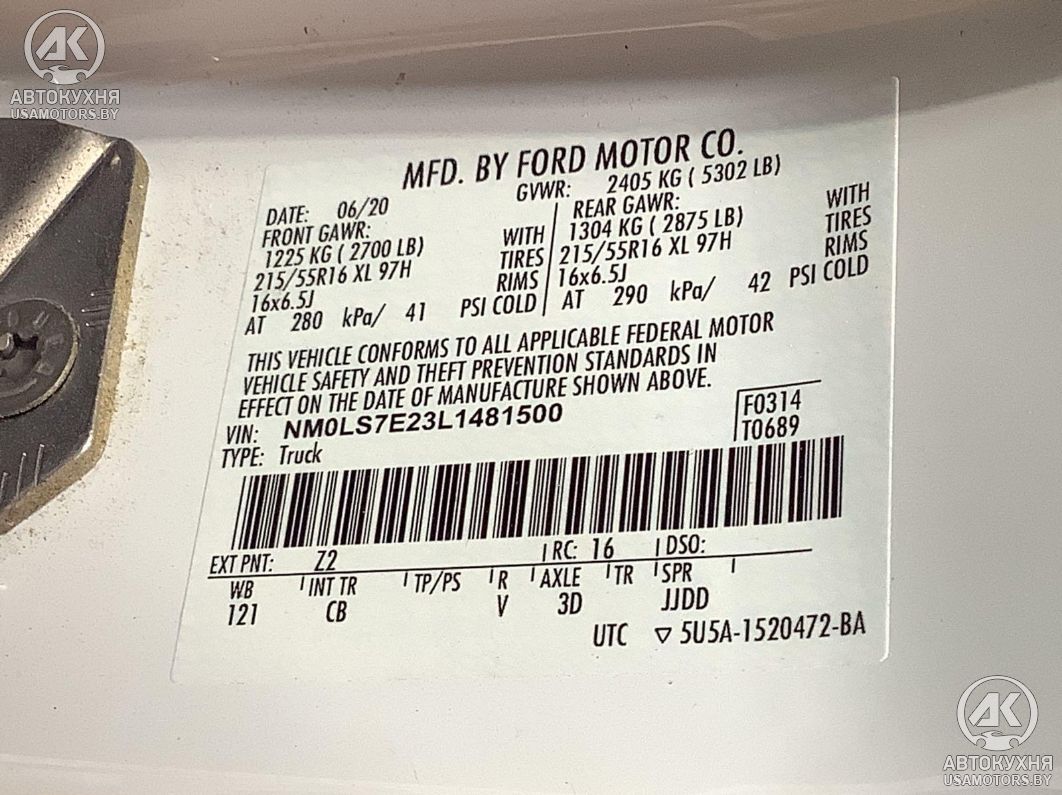 AK
АВТОКУХНЯ
USAMOTORS.BY
MFD. BY FORD MOTOR CO.
DATE: 06/20 GVWR: 2405 KG ( 5302 LB)
FRONT GAWR: REAR GAWR:
1225 KG ( 2700 LB) WITH 1304 KG ( 2875 LB) WITH
215/55R16 XL 97H TIRES 215/55R16 XL 97H TIRES
16x6.5J RIMS 16x6.5J RIMS
AT 280 kPa/ 41 PSI COLD AT 290 kPa/ 42 PSI COLD
THIS VEHICLE CONFORMS TO ALL APPLICABLE FEDERAL MOTOR
VEHICLE SAFETY AND THEFT PREVENTION STANDARDS IN
EFFECT ON THE DATE OF MANUFACTURE SHOWN ABOVE.
VIN: NM0LS7E23L1481500 F0314
TYPE: Truck T0689
EXT PNT: Z2 RC: 16 DSO:
WB INT TR TP/PS R AXLE TR SPR
121 CB V 3D JJDD
UTC ▽ 5U5A-1520472-BA
AK
АВТОКУХНЯ
USAMOTORS.BY